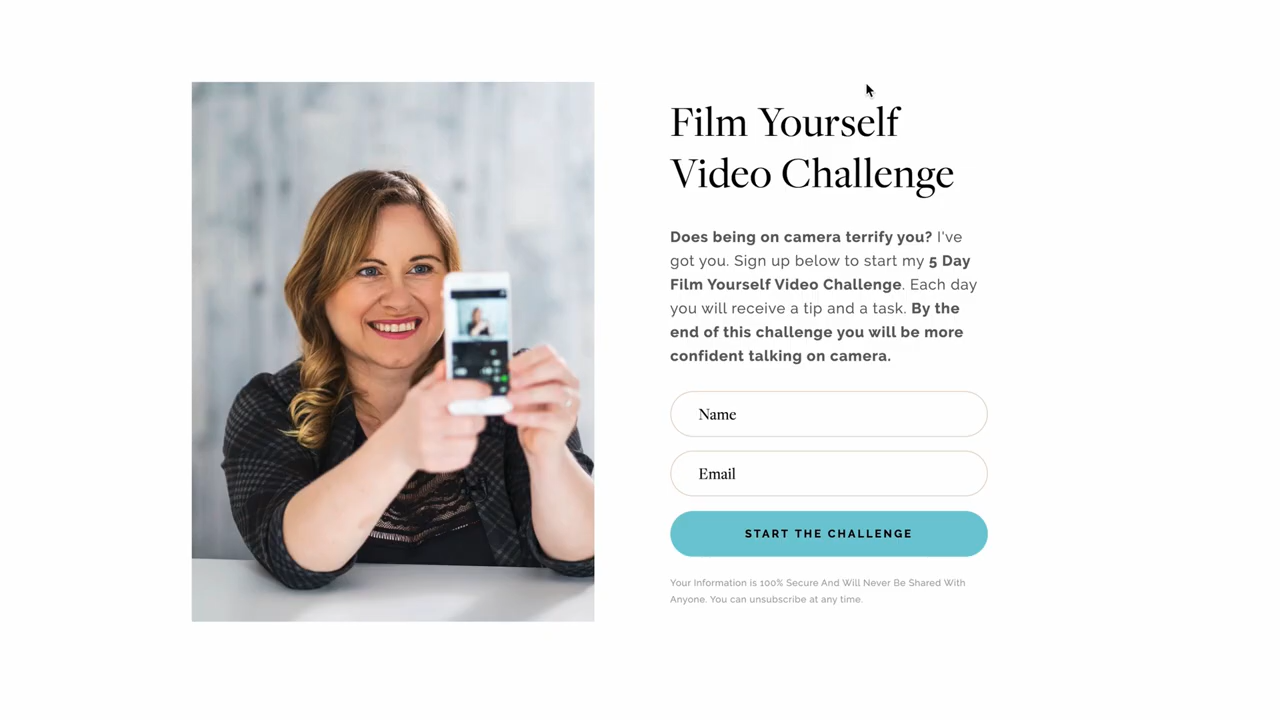 Film Yourself
Video Challenge
Does being on camera terrify you? I've
got you. Sign up below to start my 5 Day
Film Yourself Video Challenge. Each day
you will receive a tip and a task. By the
end of this challenge you will be more
confident talking on camera.
Name
Email
START THE CHALLENGE
Your Information is 100% Secure And Will Never Be Shared With
Anyone. You can unsubscribe at any time.